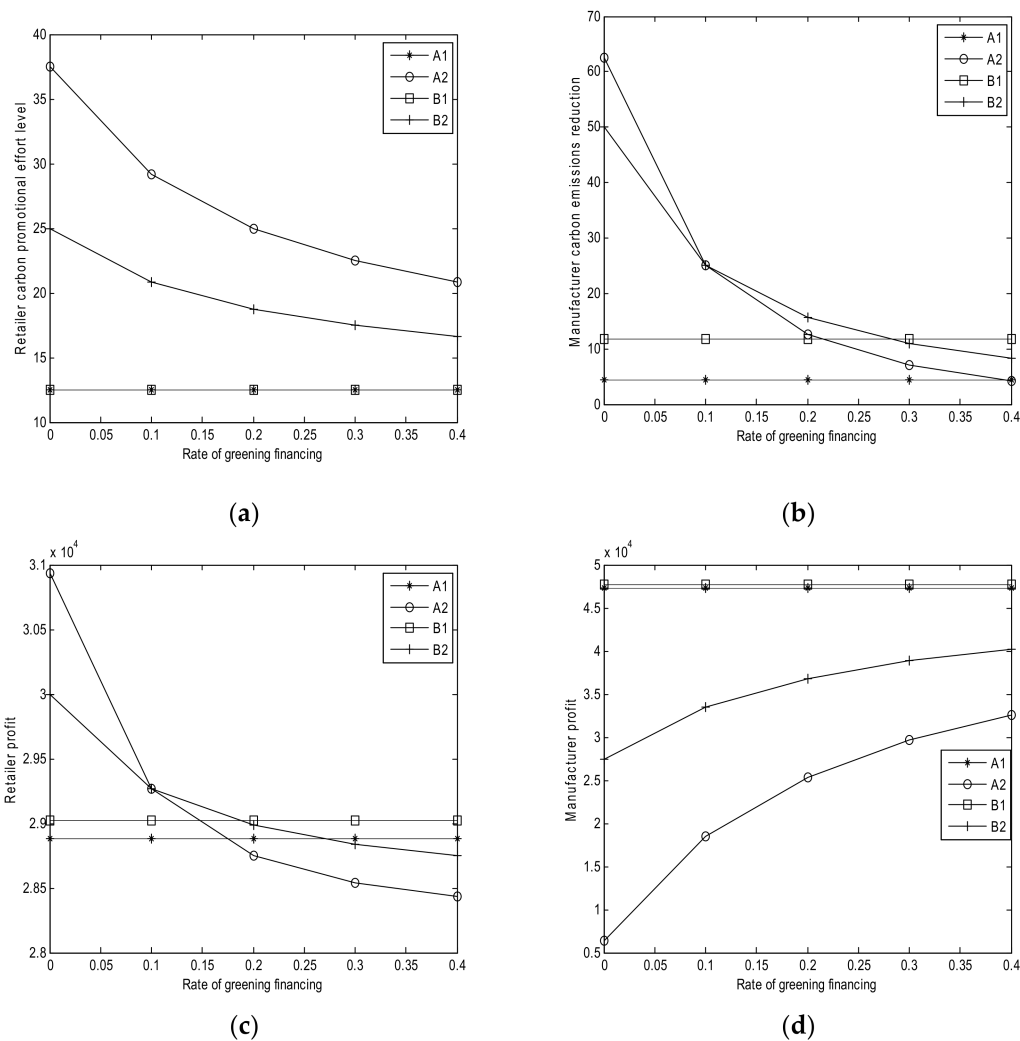 40
35
30
25
20
15
10
0 0.05 0.1 0.15 0.2 0.25 0.3 0.35 0.4
Retailer carbon promotional effort level
Rate of greening financing
A1
A2
B1
B2
(a)
70
60
50
40
30
20
10
0
0 0.05 0.1 0.15 0.2 0.25 0.3 0.35 0.4
Manufacturer carbon emissions reduction
Rate of greening financing
A1
A2
B1
B2
(b)
x 10^4
3.1
3.05
3
2.95
2.9
2.85
2.8
0 0.05 0.1 0.15 0.2 0.25 0.3 0.35 0.4
Retailer profit
Rate of greening financing
A1
A2
B1
B2
(c)
x 10^4
5
4.5
4
3.5
3
2.5
2
1.5
1
0.5
0 0.05 0.1 0.15 0.2 0.25 0.3 0.35 0.4
Manufacturer profit
Rate of greening financing
A1
A2
B1
B2
(d)